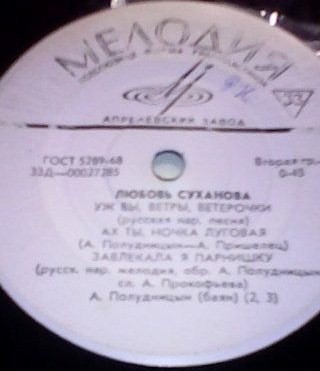 МЕЛОДИЯ
33
АПРЕЛЕВСКИЙ ЗАВОД
ГОСТ 5289-68
Вторая гр.
33Д—00027285
0-45
ЛЮБОВЬ СУХАНОВА
УЖ ВЫ, ВЕТРЫ, ВЕТЕРОЧКИ
(русская нар. песня)
АХ ТЫ, НОЧКА ЛУГОВАЯ
(А. Полудницын—А. Пришелец)
ЗАВЛЕКАЛА Я ПАРНИШКУ
(русск. нар. мелодия, обр. А. Полудницын
сл. А. Прокофьева)
А. Полудницын (баян) (2, 3)